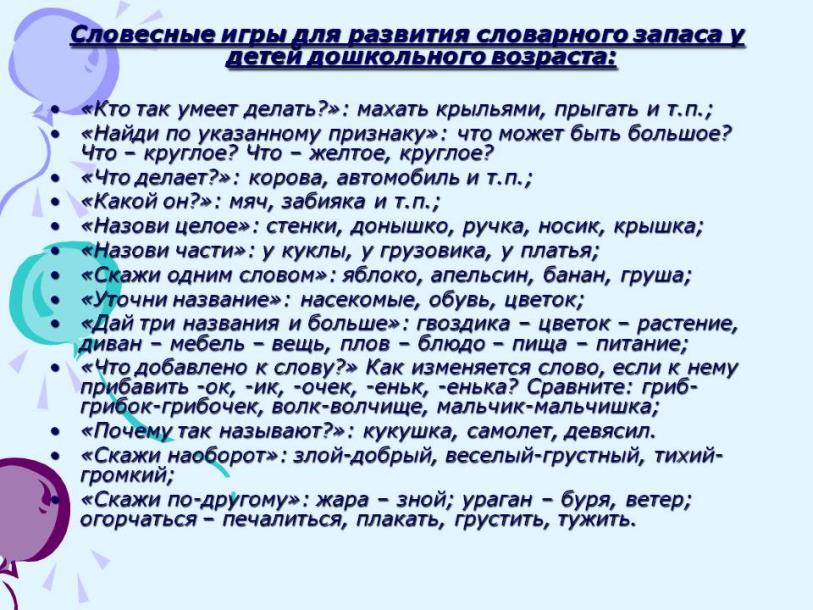 Словесные игры для развития словарного запаса у
детей дошкольного возраста:
• «Кто так умеет делать?»: махать крыльями, прыгать и т.п.;
• «Найди по указанному признаку»: что может быть большое?
Что – круглое? Что – желтое, круглое?
• «Что делает?»: корова, автомобиль и т.п.;
• «Какой он?»: мяч, забияка и т.п.;
• «Назови целое»: стенки, донышко, ручка, носик, крышка;
• «Назови части»: у куклы, у грузовика, у платья;
• «Скажи одним словом»: яблоко, апельсин, банан, груша;
• «Уточни название»: насекомые, обувь, цветок;
• «Дай три названия и больше»: гвоздика – цветок – растение,
диван – мебель – вещь, плов – блюдо – пища – питание;
• «Что добавлено к слову?» Как изменяется слово, если к нему
прибавить -ок, -ик, -очек, -еньк, -енька? Сравните: гриб-
грибок-грибочек, волк-волчище, мальчик-мальчишка;
• «Почему так называют?»: кукушка, самолет, девясил.
• «Скажи наоборот»: злой-добрый, веселый-грустный, тихий-
громкий;
• «Скажи по-другому»: жара – зной; ураган – буря, ветер;
огорчаться – печалиться, плакать, грустить, тужить.